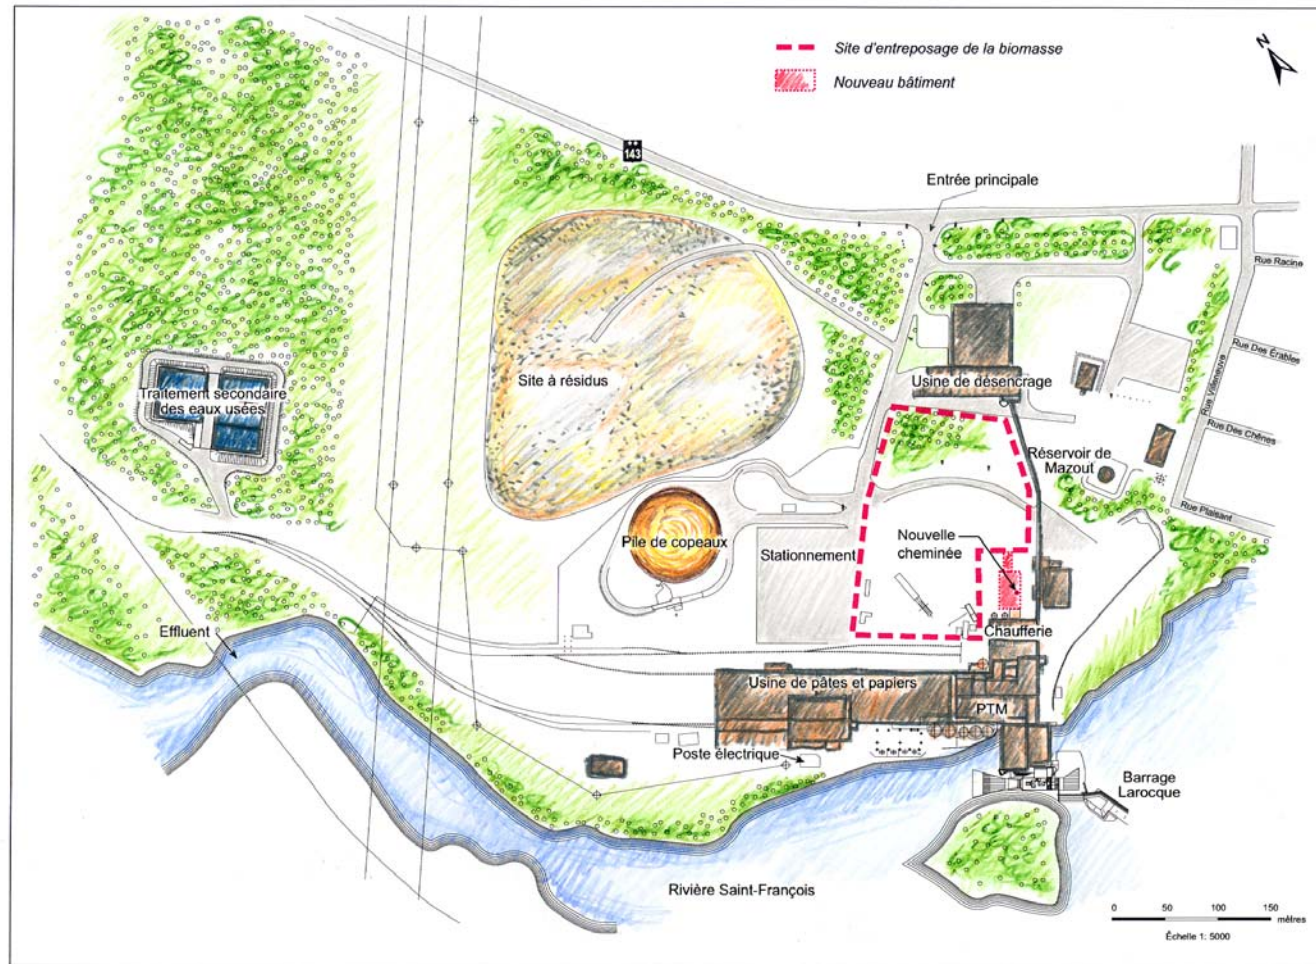 Site d'entreposage de la biomasse
Nouveau bâtiment
N
143
Entrée principale
Rue Racine
Rue Des Érables
Rue Villeneuve
Site à résidus
Usine de désencrage
Traitement secondaire
des eaux usées
Rue Des Chênes
Réservoir de
Mazout
Rue Plaisant
Pile de copeaux
Stationnement
Nouvelle
cheminée
Effluent
Chaufferie
Usine de pâtes et papiers
PTM
Poste électrique
Barrage
Larocque
Rivière Saint-François
0 50 100 150
mètres
Échelle 1: 5000